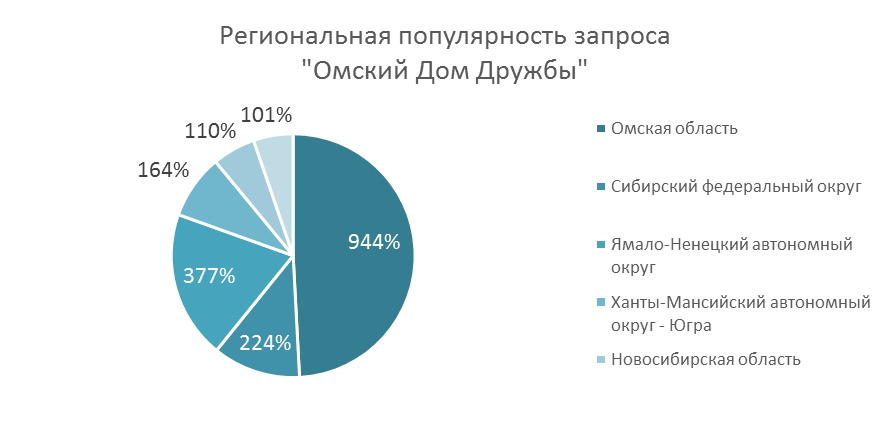 Региональная популярность запроса
"Омский Дом Дружбы"
101%
110%
164%
944%
377%
224%
Омская область
Сибирский федеральный округ
Ямало-Ненецкий автономный
округ
Ханты-Мансийский автономный
округ - Югра
Новосибирская область